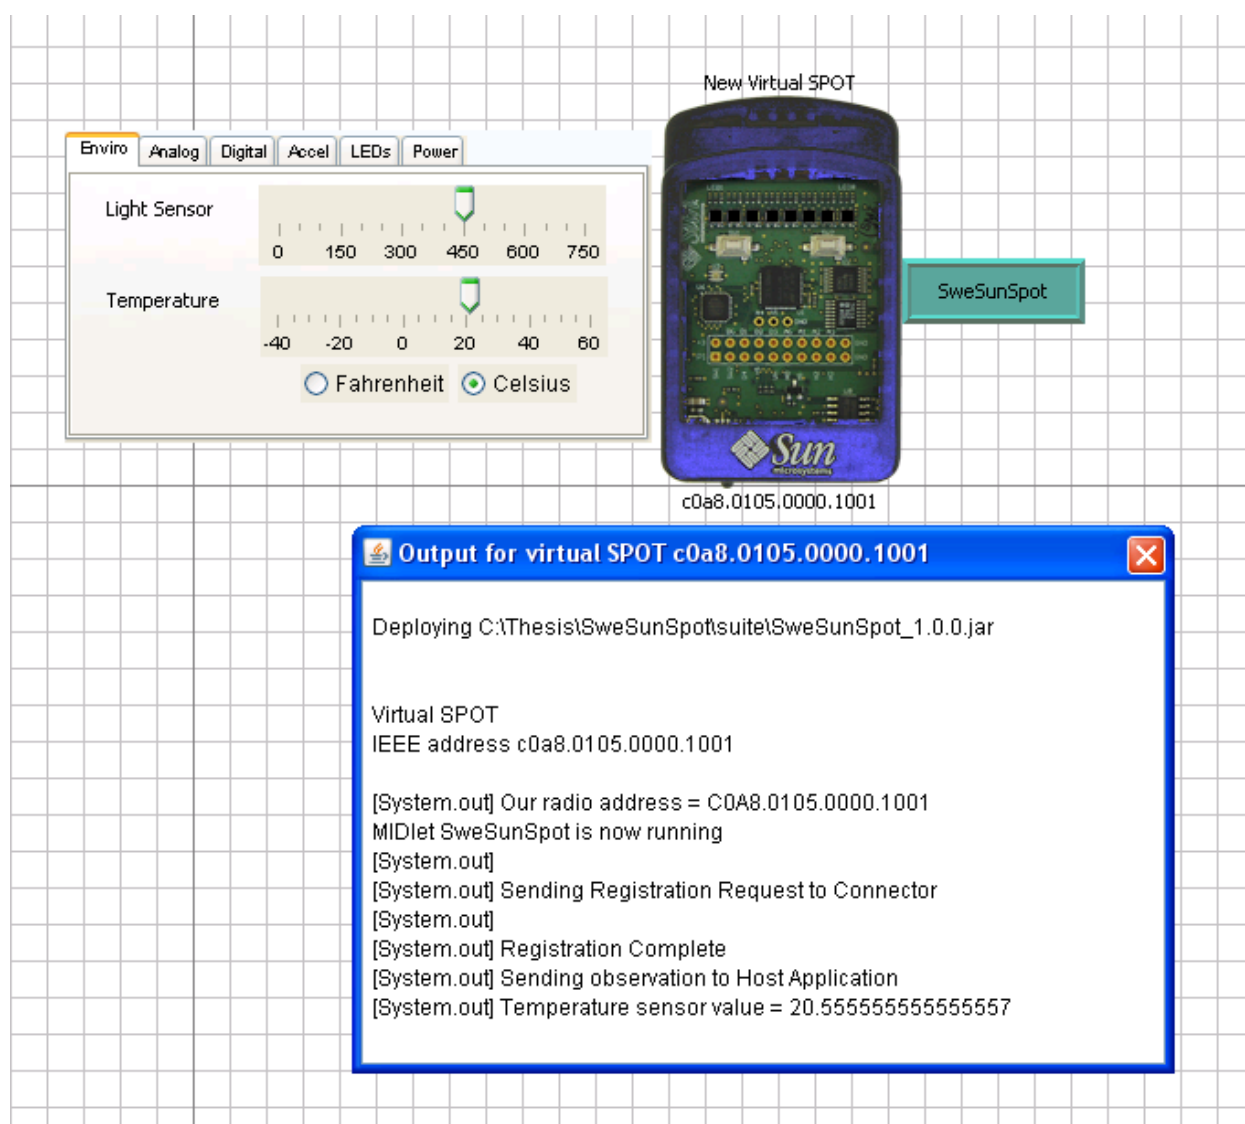 New Virtual SPOT
Enviro Analog Digital Accel LEDs Power
Light Sensor
0 150 300 450 600 750
Temperature
-40 -20 0 20 40 60
Fahrenheit Celsius
SweSunSpot
Sun
microsystems
c0a8.0105.0000.1001
Output for virtual SPOT c0a8.0105.0000.1001
Deploying C:\Thesis\SweSunSpot\suite\SweSunSpot_1.0.0.jar
Virtual SPOT
IEEE address c0a8.0105.0000.1001
[System.out] Our radio address = C0A8.0105.0000.1001
MIDlet SweSunSpot is now running
[System.out]
[System.out] Sending Registration Request to Connector
[System.out]
[System.out] Registration Complete
[System.out] Sending observation to Host Application
[System.out] Temperature sensor value = 20.555555555555557